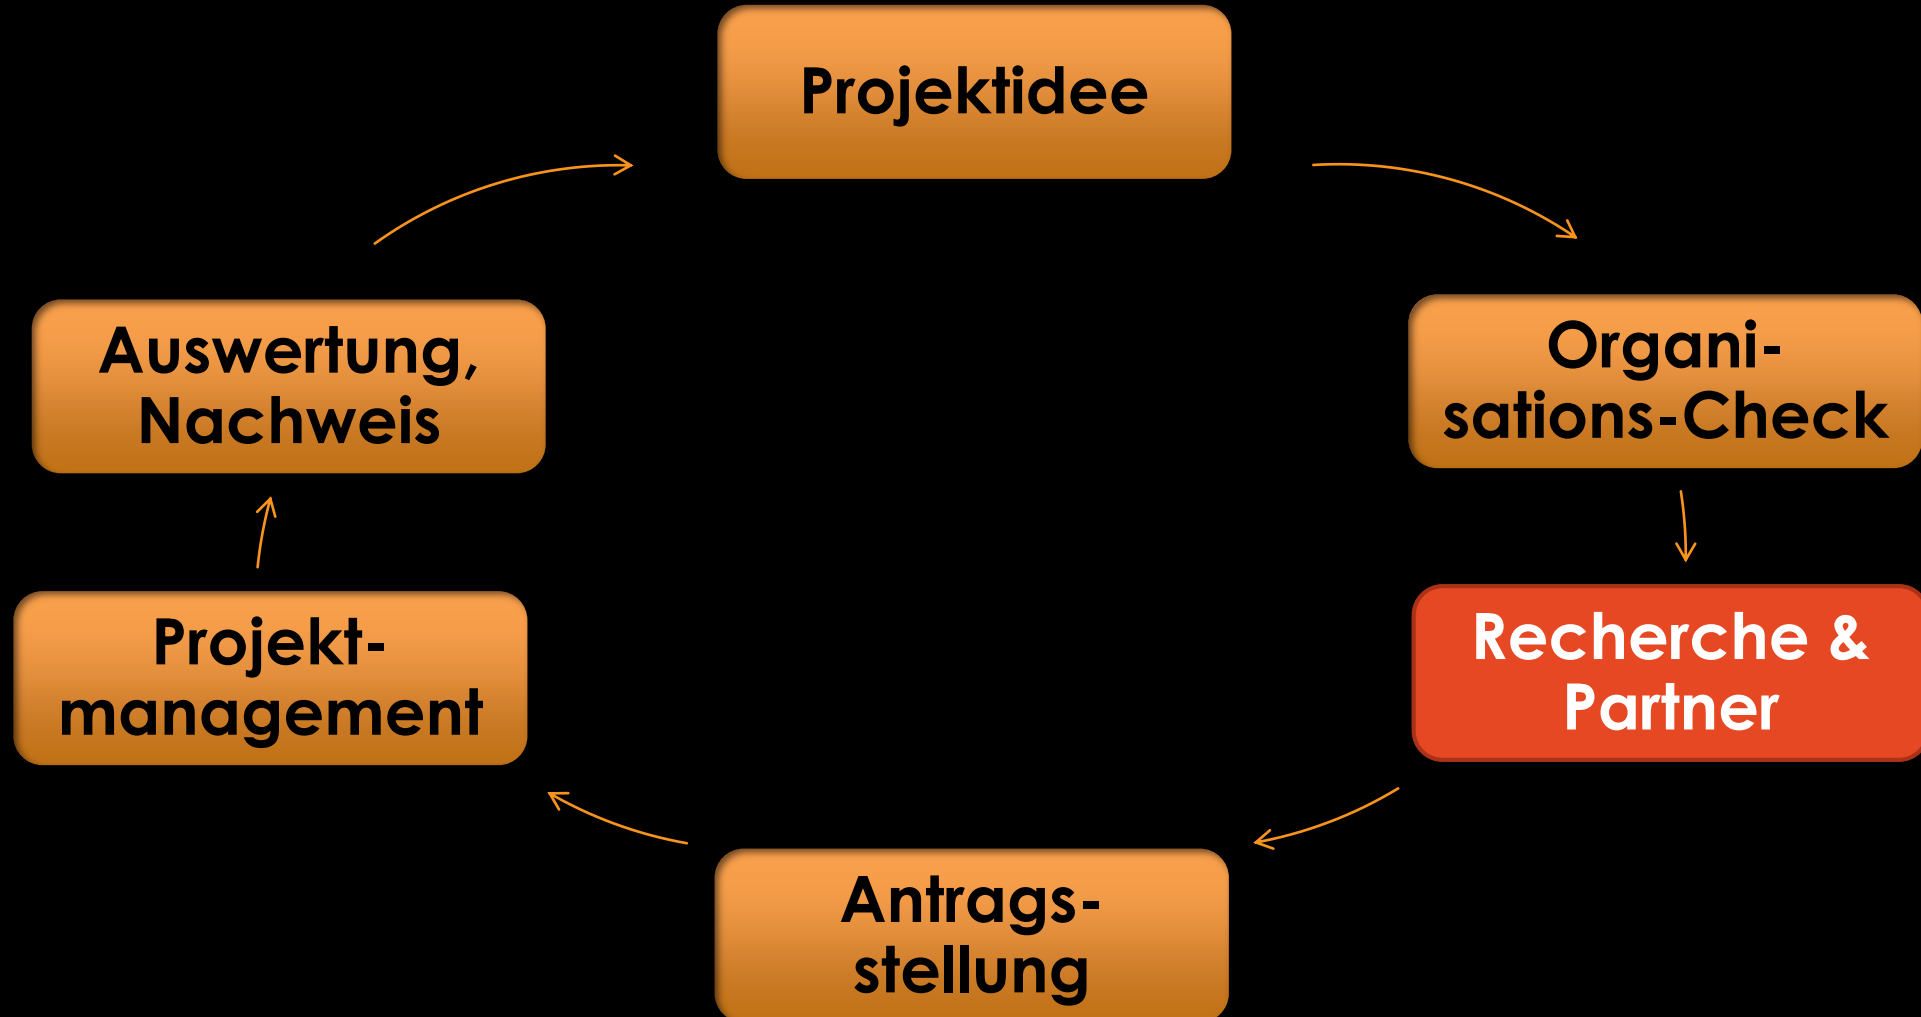 Projektidee
Organi-
sations-Check
Recherche &
Partner
Antrags-
stellung
Projekt-
management
Auswertung,
Nachweis